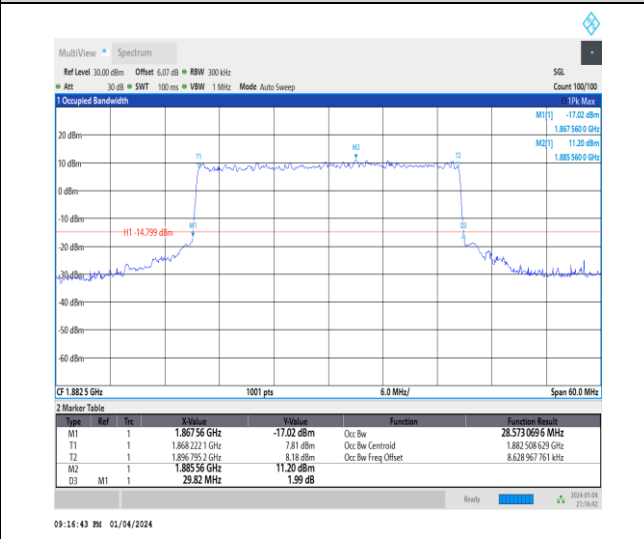 MultiView Spectrum
Ref Level 30.00 dBm Offset 6.07 dB RBW 300 kHz SGL
Att 30 dB SWT 100 ms VBW 1 MHz Mode Auto Sweep Count 100/100
1 Occupied Bandwidth 1Pk Max
M1[1] -17.02 dBm
1.867 560 0 GHz
M2[1] 11.20 dBm
1.885 560 0 GHz
20 dBm
M2
T1 T2
10 dBm
0 dBm
-10 dBm
M1 D3
H1 -14.799 dBm
-20 dBm
-30 dBm
-40 dBm
-50 dBm
-60 dBm
CF 1.882 5 GHz 1001 pts 6.0 MHz/ Span 60.0 MHz
2 Marker Table
Type Ref Trc X-Value Y-Value Function Function Result
M1 1 1.867 56 GHz -17.02 dBm Occ Bw 28.573 069 6 MHz
T1 1 1.868 222 1 GHz 7.81 dBm Occ Bw Centroid 1.882 508 629 GHz
T2 1 1.896 795 2 GHz 8.18 dBm Occ Bw Freq Offset 8.628 967 761 kHz
M2 1 1.885 56 GHz 11.20 dBm
D3 M1 1 29.82 MHz 1.99 dB
Ready 2024-01-04
21:16:42
09:16:43 PM 01/04/2024